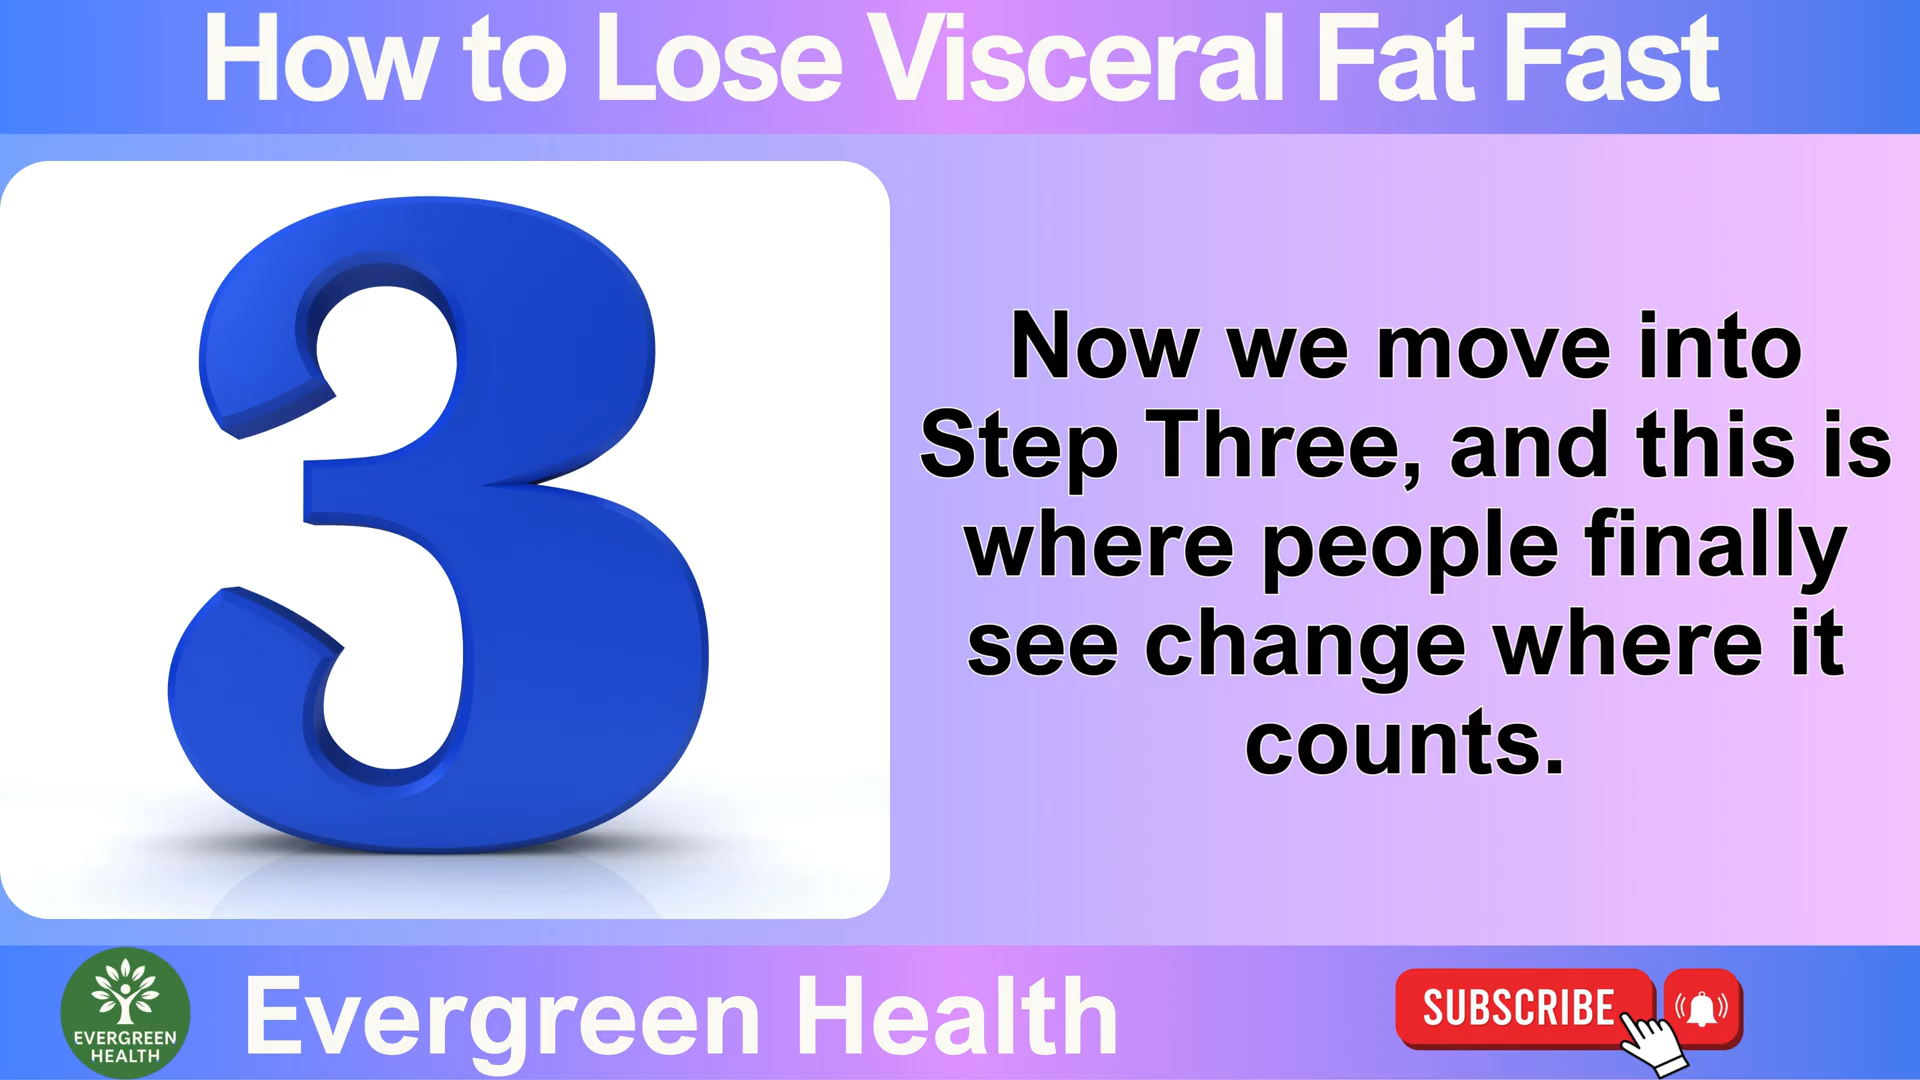 How to Lose Visceral Fat Fast
3
Now we move into
Step Three, and this is
where people finally
see change where it
counts.
EVERGREEN
HEALTH
Evergreen Health
SUBSCRIBE